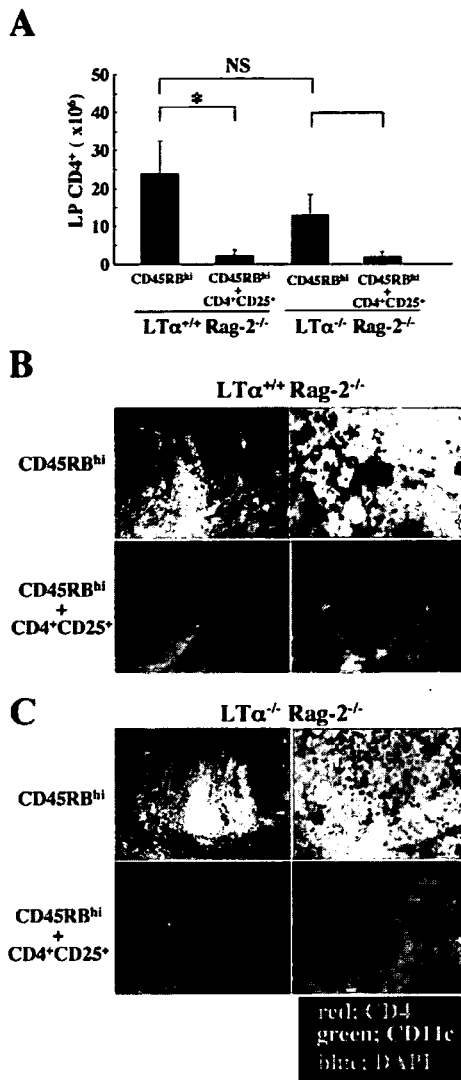 A
NS
*
LP CD4⁺ ( x10⁶)
50
40
30
20
10
0
CD45RBʰⁱ
CD45RBʰⁱ
+
CD4⁺CD25⁺
CD45RBʰⁱ
CD45RBʰⁱ
+
CD4⁺CD25⁺
LTα⁺/⁺ Rag-2⁻/⁻
LTα⁻/⁻ Rag-2⁻/⁻
B
LTα⁺/⁺ Rag-2⁻/⁻
CD45RBʰⁱ
CD45RBʰⁱ
+
CD4⁺CD25⁺
C
LTα⁻/⁻ Rag-2⁻/⁻
CD45RBʰⁱ
CD45RBʰⁱ
+
CD4⁺CD25⁺
red; CD4
green; CD11c
blue; DAPI